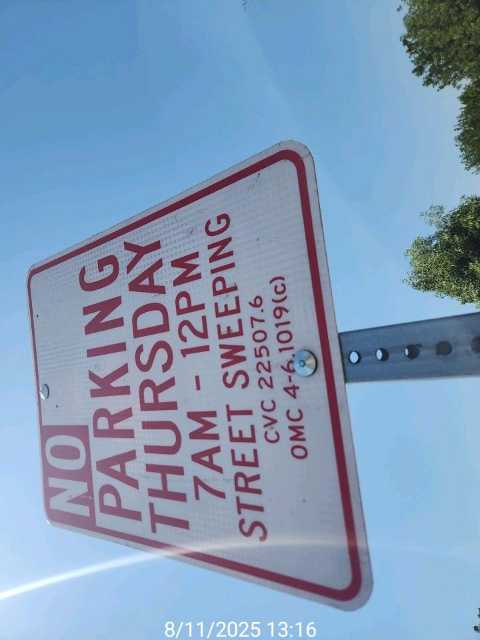 NO
PARKING
THURSDAY
7AM - 12PM
STREET SWEEPING
CVC 22507.6
OMC 4-6.1019(c)
8/11/2025 13:16